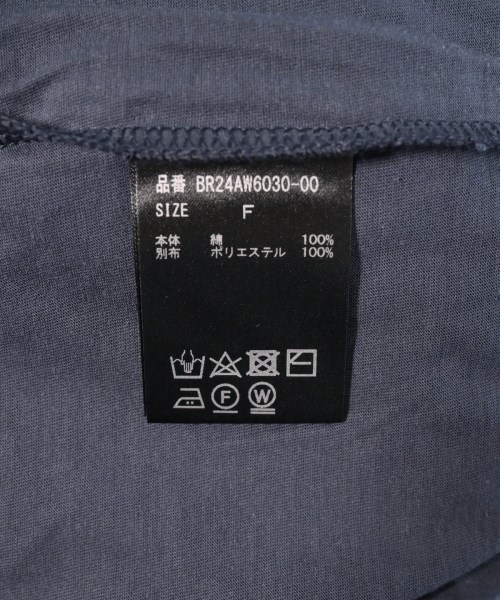 品番 BR24AW6030-00
SIZE F
本体 綿 100%
別布 ポリエステル 100%
F W